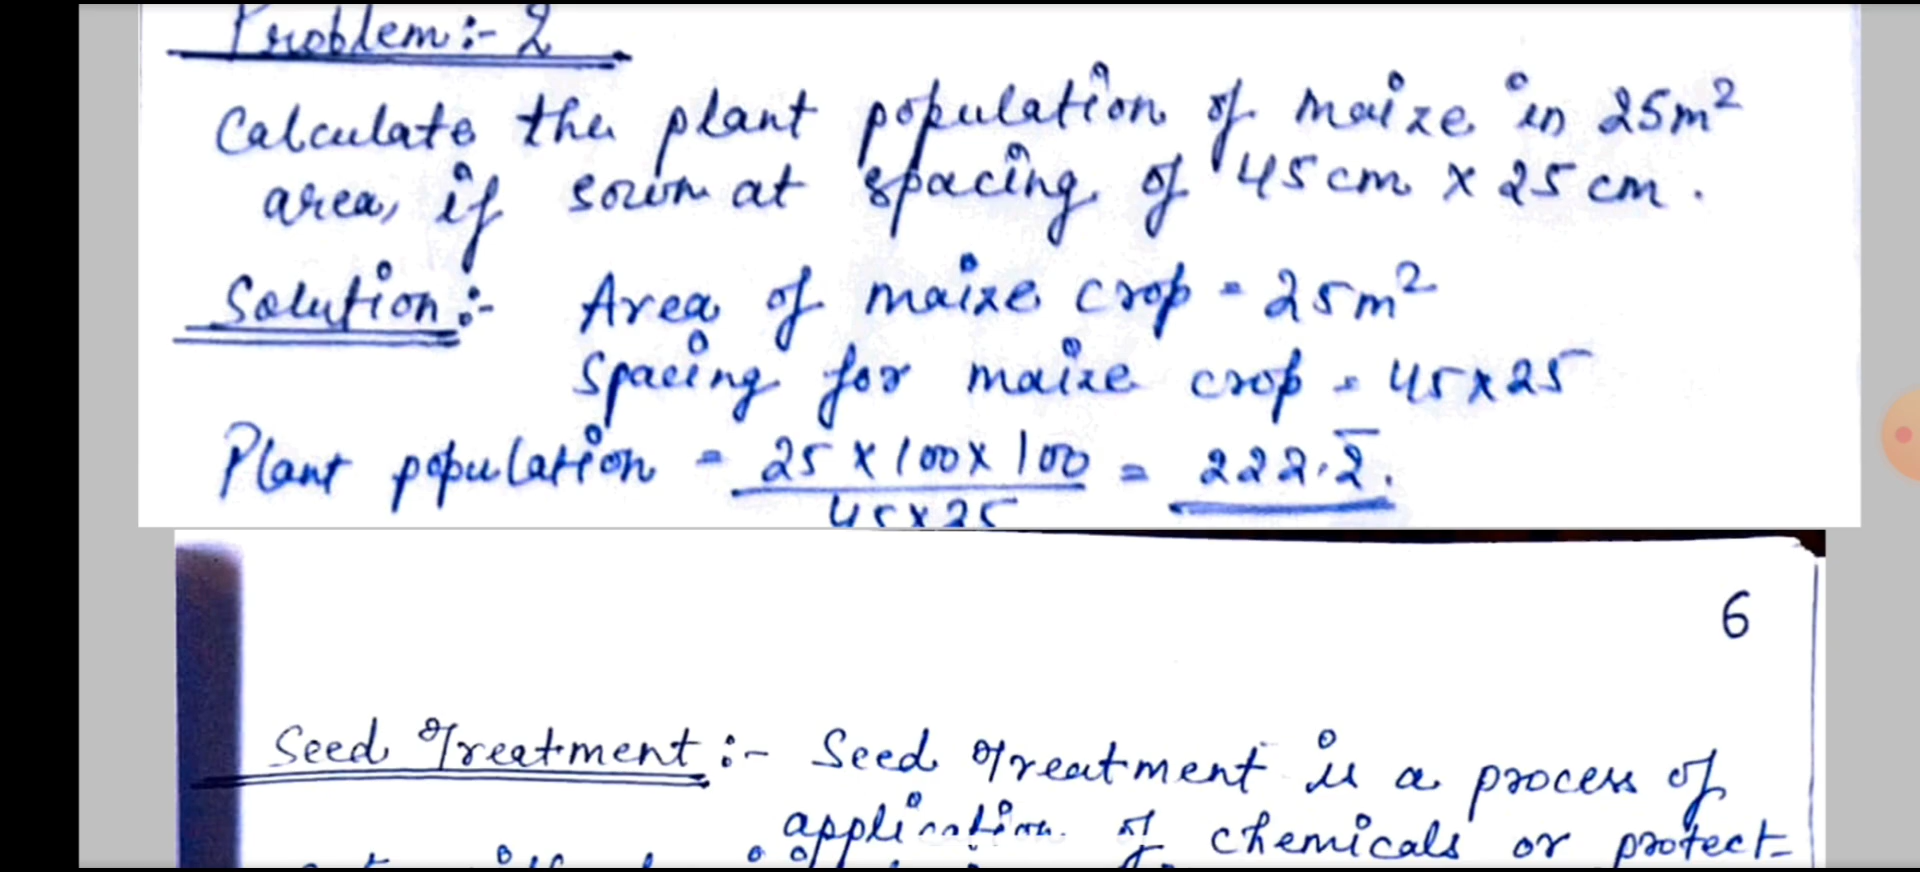 Problem :- 2
Calculate the plant population of maize in 25m²
area, if sown at spacing of 45 cm x 25 cm.
Solution :- Area of maize crop = 25m²
Spacing for maize crop = 45x25
Plant population = 25 x 100 x 100 = 222.2̅.
45x25
6
Seed Treatment :- Seed Treatment is a process of
application of chemicals or protect-